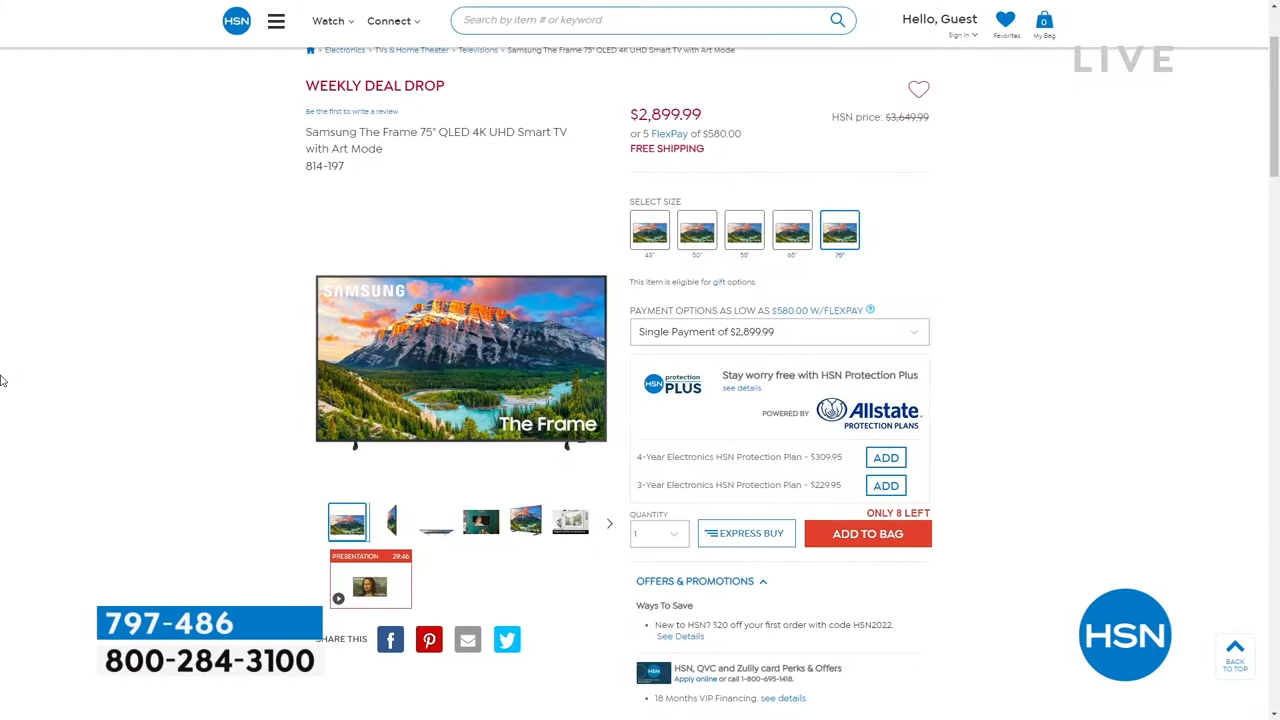 HSN
Watch
Connect
Search by item # or keyword
Hello, Guest
Sign In
Favorites
0
My Bag
LIVE
Electronics > TVs & Home Theater > Televisions > Samsung The Frame 75" QLED 4K UHD Smart TV with Art Mode
WEEKLY DEAL DROP
Be the first to write a review
Samsung The Frame 75" QLED 4K UHD Smart TV
with Art Mode
814-197
$2,899.99
HSN price: $3,649.99
or 5 FlexPay of $580.00
FREE SHIPPING
SELECT SIZE
43"
50"
55"
65"
75"
This item is eligible for gift options.
PAYMENT OPTIONS AS LOW AS $580.00 W/FLEXPAY ?
Single Payment of $2,899.99
SAMSUNG
The Frame
HSN protection PLUS
Stay worry free with HSN Protection Plus
see details
POWERED BY
Allstate
PROTECTION PLANS
4-Year Electronics HSN Protection Plan - $309.95
ADD
3-Year Electronics HSN Protection Plan - $229.95
ADD
ONLY 8 LEFT
QUANTITY
1
EXPRESS BUY
ADD TO BAG
PRESENTATION 29:46
OFFERS & PROMOTIONS
Ways To Save
• New to HSN? $20 off your first order with code HSN2022.
See Details
HSN, QVC and Zulily card Perks & Offers
Apply online or call 1-800-695-1418.
• 18 Months VIP Financing. see details
SHARE THIS
797-486
800-284-3100
HSN
BACK
TO TOP